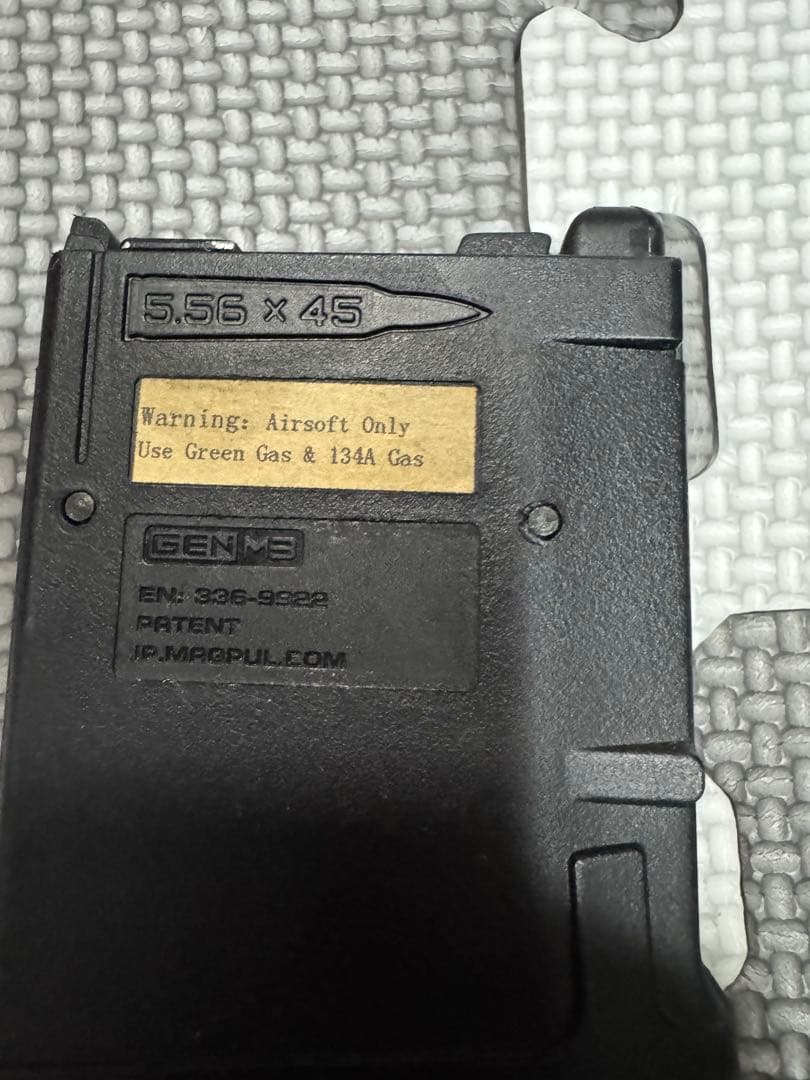 5.56 x 45
Warning: Airsoft Only
Use Green Gas & 134A Gas
GEN M3
EN: 336-9922
PATENT
IP.MAGPUL.COM